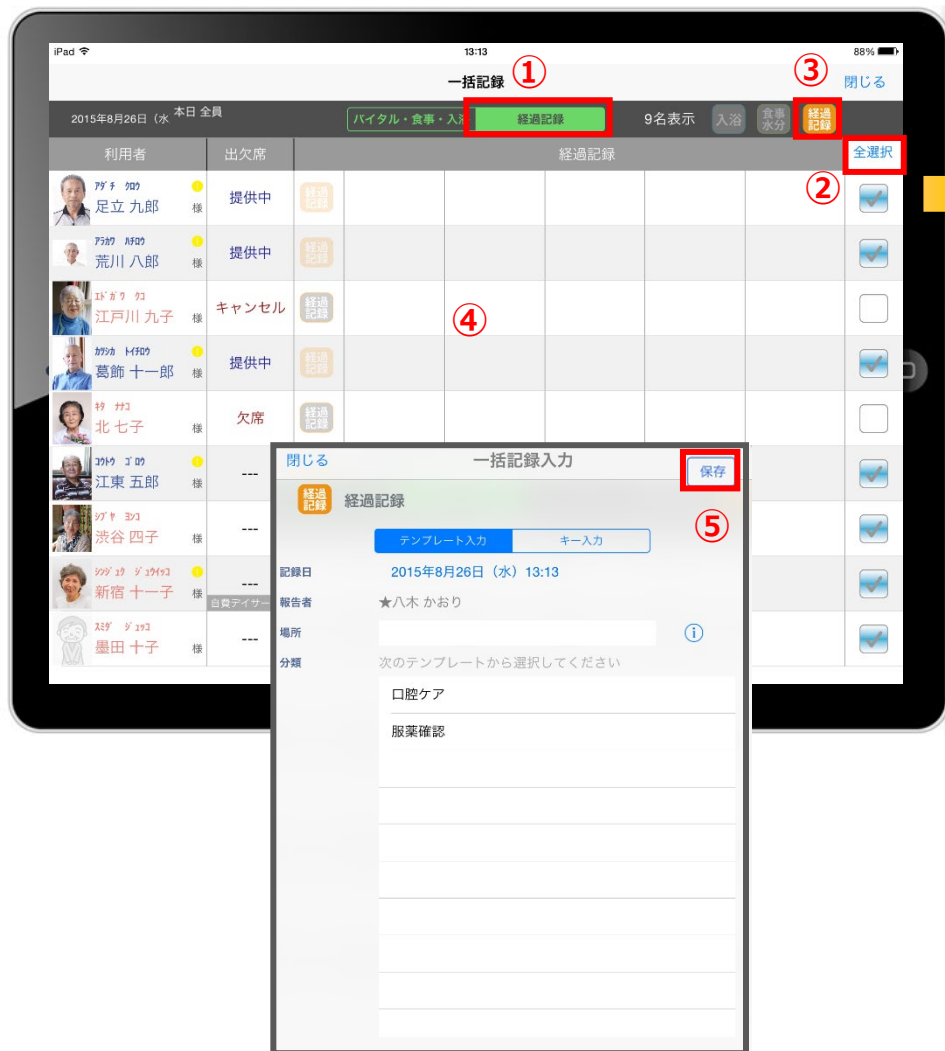 iPad 13:13 88%
一括記録 ① ③ 閉じる
2015年8月26日（水 本日 全員 バイタル・食事・入浴 経過記録 9名表示 入浴 食事水分 経過記録
利用者 出欠席 経過記録 全選択
②
ｱﾀﾞﾁ ｸﾛｳ
足立 九郎 様 提供中 経過記録
ｱﾗｶﾜ ﾊﾁﾛｳ
荒川 八郎 様 提供中 経過記録
ｴﾄﾞｶﾞﾜ ｸｺ
江戸川 九子 様 キャンセル 経過記録
④
ｶﾂｼｶ ﾄｲﾁﾛｳ
葛飾 十一郎 様 提供中 経過記録
ｷﾀ ﾅﾅｺ
北 七子 様 欠席 経過記録
ｺｳﾄｳ ｺﾞﾛｳ
江東 五郎 様 ---
ｼﾌﾞﾔ ﾖﾝｺ
渋谷 四子 様 ---
ｼﾝｼﾞｭｸ ｼﾞｭｳｲﾁｺ
新宿 十一子 様 ---
自費デイサー
ｽﾐﾀﾞ ｼﾞｭｯｺ
墨田 十子 様 ---
閉じる 一括記録入力 保存
経過記録 経過記録
⑤
テンプレート入力 キー入力
記録日 2015年8月26日（水）13:13
報告者 ★八木 かおり
場所
分類 次のテンプレートから選択してください
口腔ケア
服薬確認